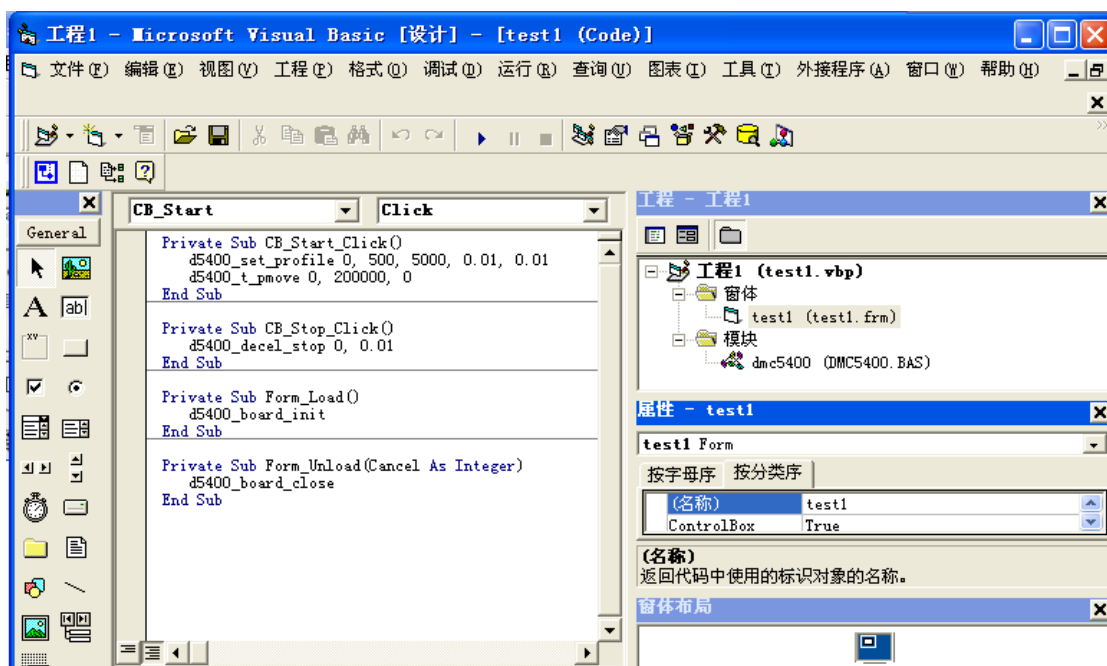 工程1 - Microsoft Visual Basic [设计] - [test1 (Code)]
文件(F) 编辑(E) 视图(V) 工程(P) 格式(O) 调试(D) 运行(R) 查询(U) 图表(I) 工具(T) 外接程序(A) 窗口(W) 帮助(H)
General
CB_Start Click
Private Sub CB_Start_Click()
d5400_set_profile 0, 500, 5000, 0.01, 0.01
d5400_t_pmove 0, 200000, 0
End Sub
Private Sub CB_Stop_Click()
d5400_decel_stop 0, 0.01
End Sub
Private Sub Form_Load()
d5400_board_init
End Sub
Private Sub Form_Unload(Cancel As Integer)
d5400_board_close
End Sub
工程 - 工程1
工程1 (test1.vbp)
窗体
test1 (test1.frm)
模块
dmc5400 (DMC5400.BAS)
属性 - test1
test1 Form
按字母序 按分类序
(名称) test1
ControlBox True
(名称)
返回代码中使用的标识对象的名称。
窗体布局
A
ab
xy